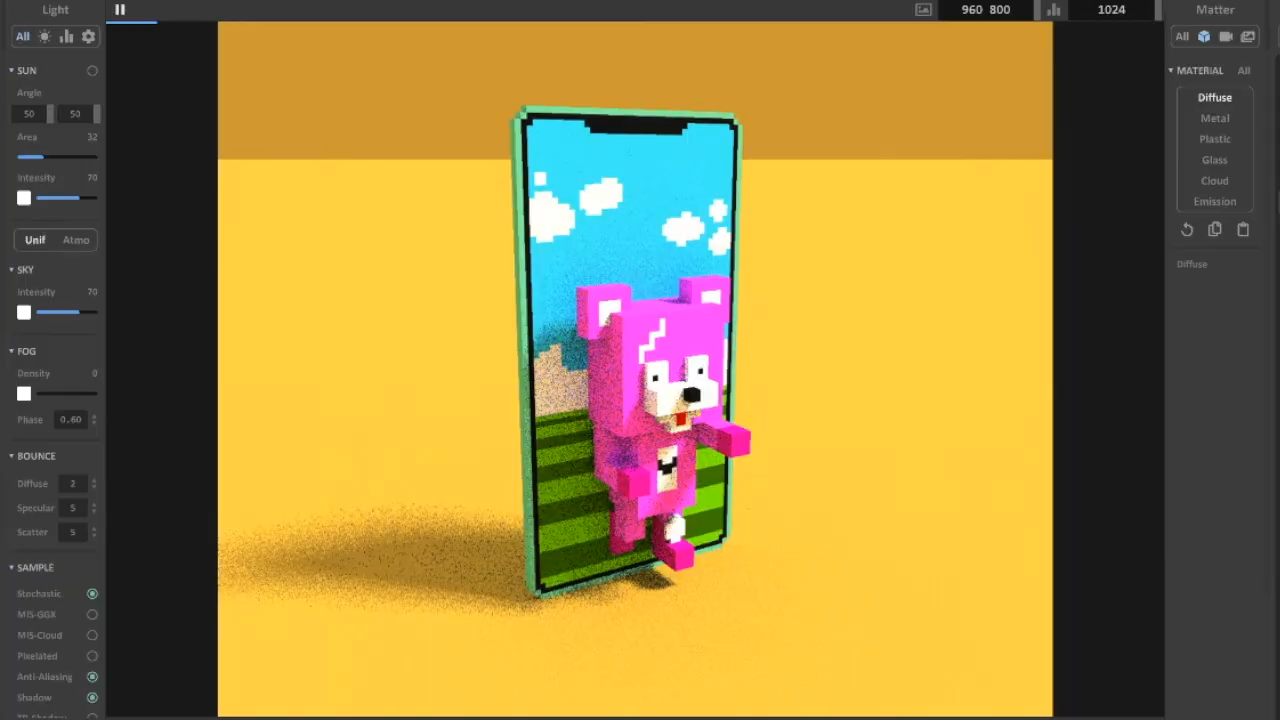 Light
960 800
1024
Matter
All
All
SUN
MATERIAL All
Angle
Diffuse
50 50
Metal
Area 32
Plastic
Glass
Intensity 70
Cloud
Emission
Unif Atmo
SKY
Diffuse
Intensity 70
FOG
Density 0
Phase 0.60
BOUNCE
Diffuse 2
Specular 5
Scatter 5
SAMPLE
Stochastic
MIS-GGX
MIS-Cloud
Pixelated
Anti-Aliasing
Shadow